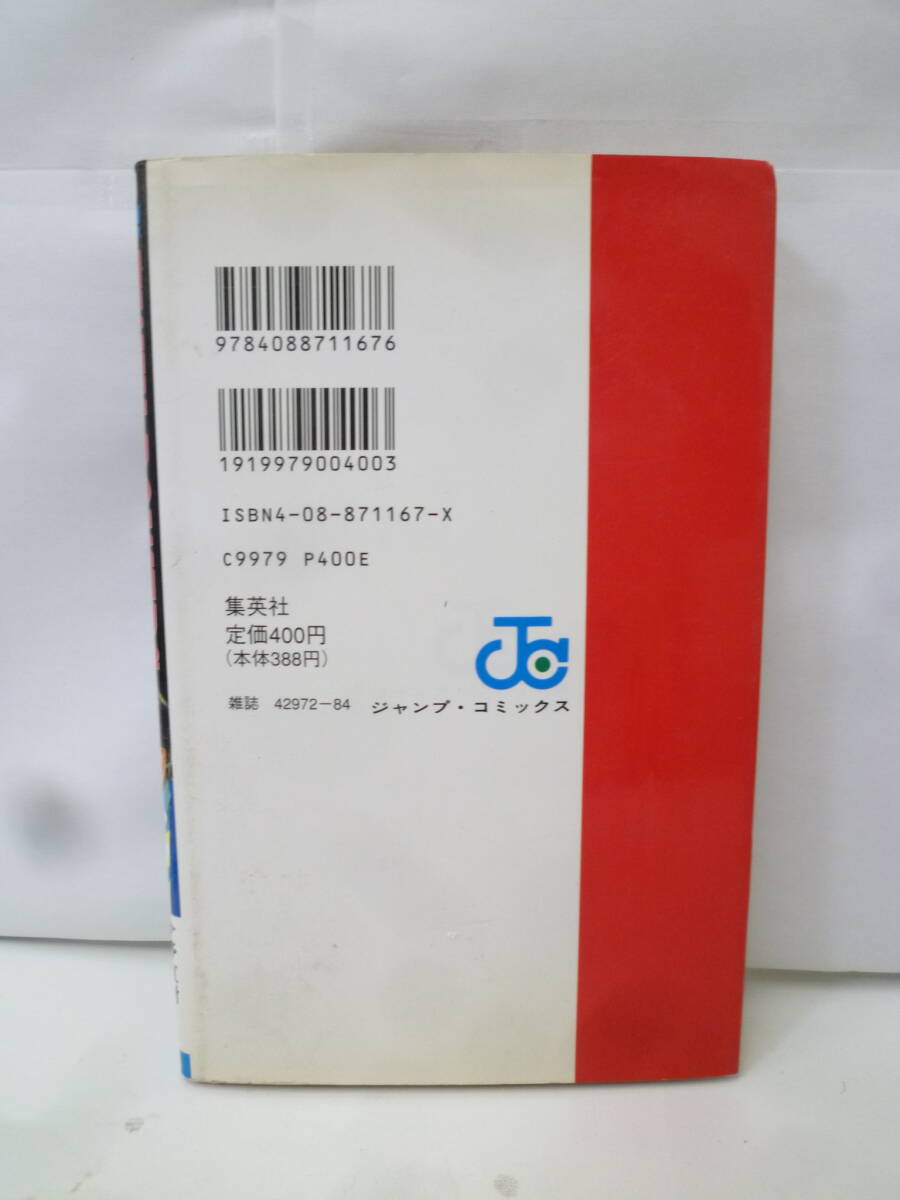 9784088711676
1919979004003
ISBN4-08-871167-X
C9979 P400E
集英社
定価400円
(本体388円)
雑誌 42972-84
JC
ジャンプ・コミックス